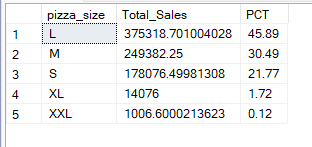 pizza_size Total_Sales PCT
1 L 375318.701004028 45.89
2 M 249382.25 30.49
3 S 178076.49981308 21.77
4 XL 14076 1.72
5 XXL 1006.6000213623 0.12